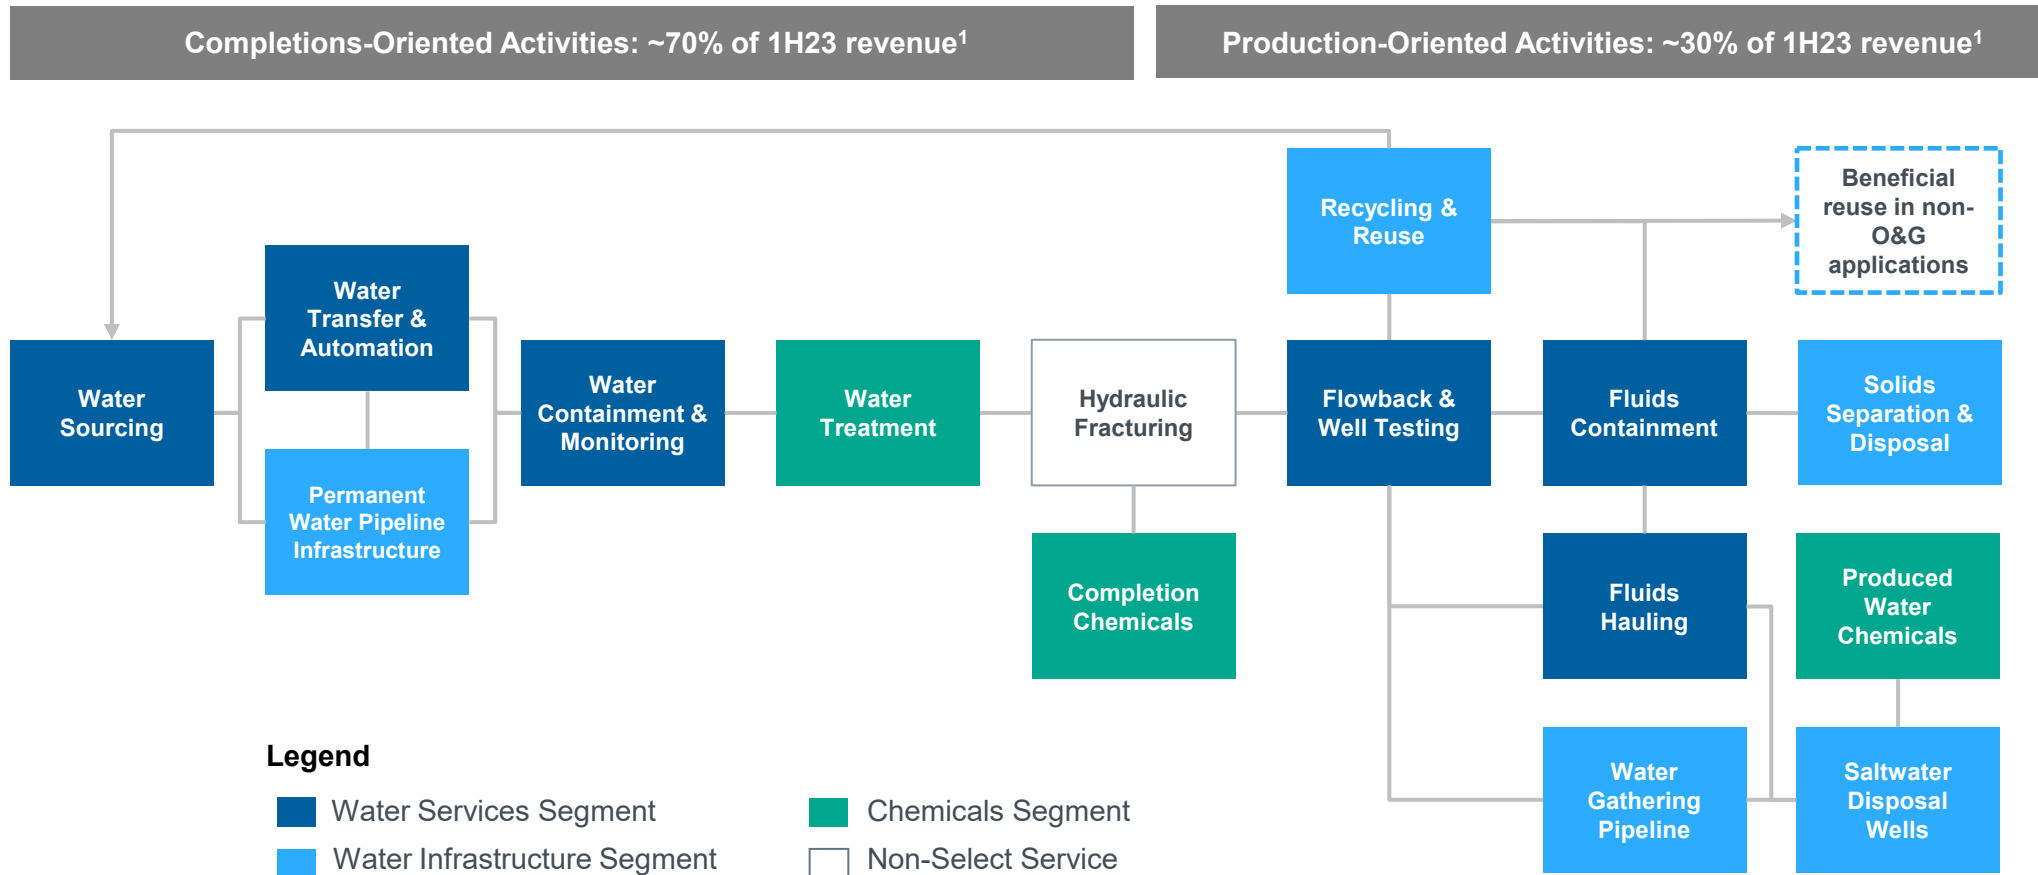 Completions-Oriented Activities: ~70% of 1H23 revenue¹
Production-Oriented Activities: ~30% of 1H23 revenue¹
Recycling &
Reuse
Beneficial
reuse in non-
O&G
applications
Water
Transfer &
Automation
Water
Sourcing
Permanent
Water Pipeline
Infrastructure
Water
Containment &
Monitoring
Water
Treatment
Hydraulic
Fracturing
Flowback &
Well Testing
Fluids
Containment
Solids
Separation &
Disposal
Completion
Chemicals
Fluids
Hauling
Produced
Water
Chemicals
Water
Gathering
Pipeline
Saltwater
Disposal
Wells
Legend
Water Services Segment
Chemicals Segment
Water Infrastructure Segment
Non-Select Service